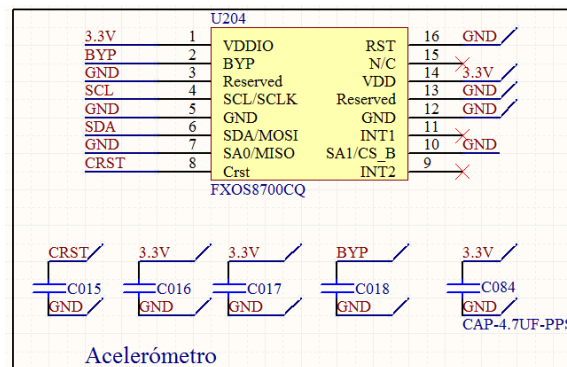 U204
3.3V 1 VDDIO RST 16 GND
BYP 2 BYP N/C 15
GND 3 Reserved VDD 14 3.3V
SCL 4 SCL/SCLK Reserved 13 GND
GND 5 GND GND 12 GND
SDA 6 SDA/MOSI INT1 11
GND 7 SA0/MISO SA1/CS_B 10 GND
CRST 8 Crst INT2 9
FXOS8700CQ
CRST 3.3V 3.3V BYP 3.3V
C015 C016 C017 C018 C084
GND GND GND GND GND
CAP-4.7UF-PPS
Acelerómetro